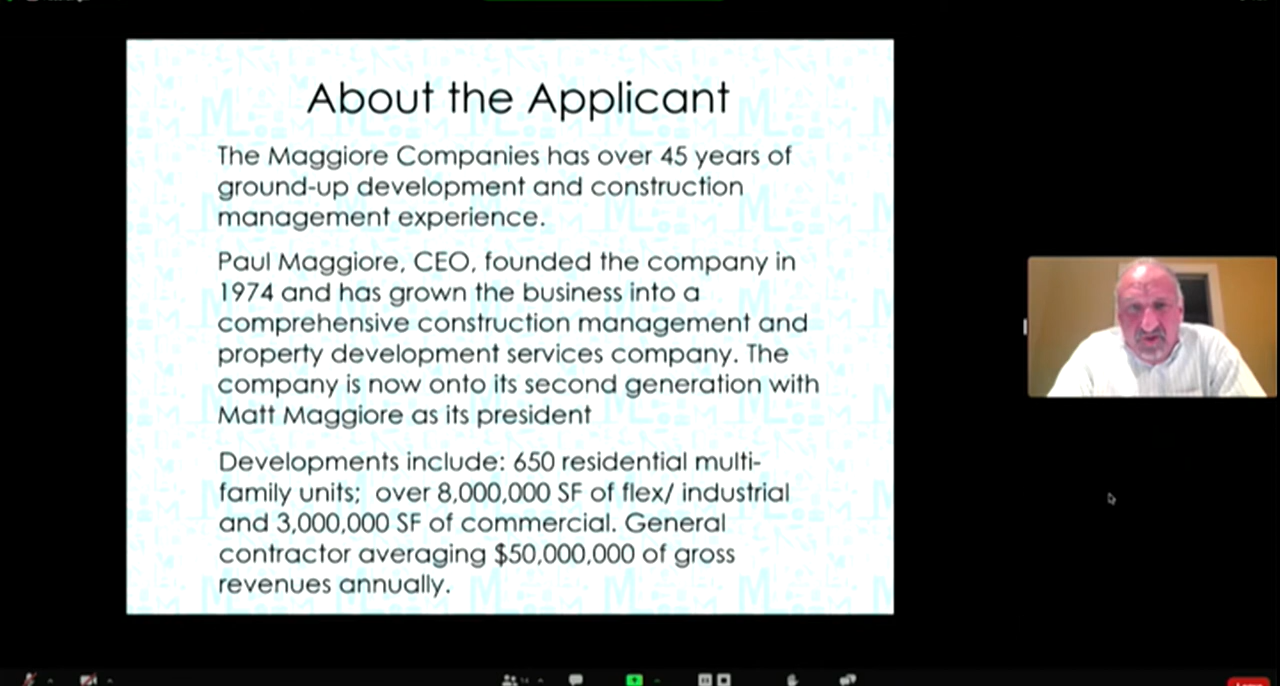 About the Applicant
The Maggiore Companies has over 45 years of
ground-up development and construction
management experience.
Paul Maggiore, CEO, founded the company in
1974 and has grown the business into a
comprehensive construction management and
property development services company. The
company is now onto its second generation with
Matt Maggiore as its president
Developments include: 650 residential multi-
family units;  over 8,000,000 SF of flex/ industrial
and 3,000,000 SF of commercial. General
contractor averaging $50,000,000 of gross
revenues annually.